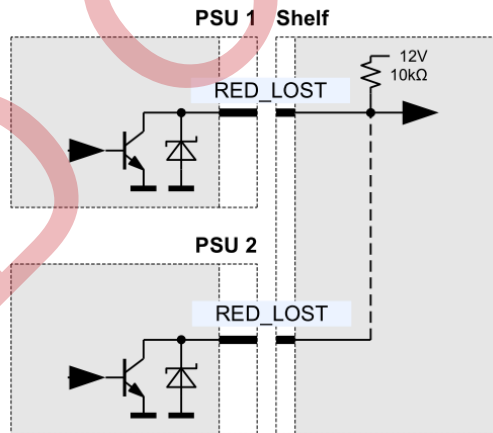 PSU 1 Shelf
12V
10kΩ
RED_LOST
PSU 2
RED_LOST